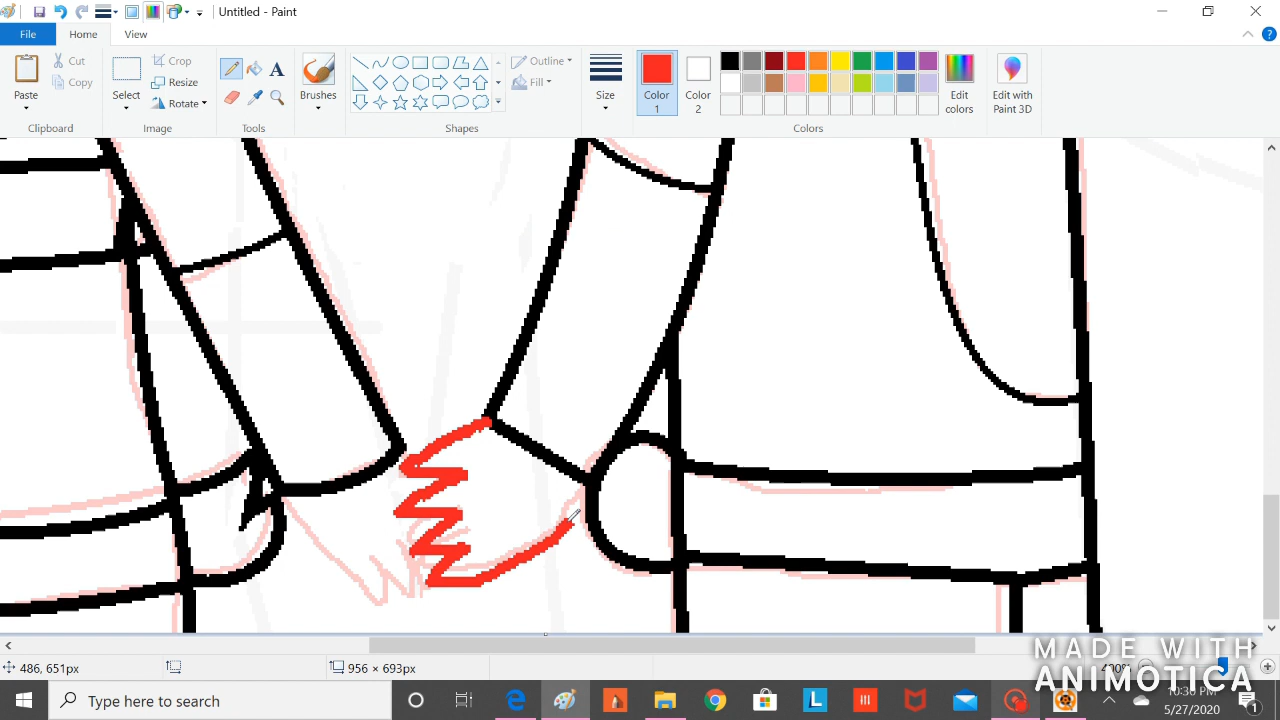 Untitled - Paint
File Home View
Paste
Cut
Copy
Clipboard
Select
Crop
Resize
Rotate
Image
Tools
Brushes
Shapes
Outline
Fill
Size
Color 1
Color 2
Edit colors
Colors
Edit with Paint 3D
MADE WITH
ANIMOTICA
486, 651px
956 × 693px
Type here to search
5/27/2020